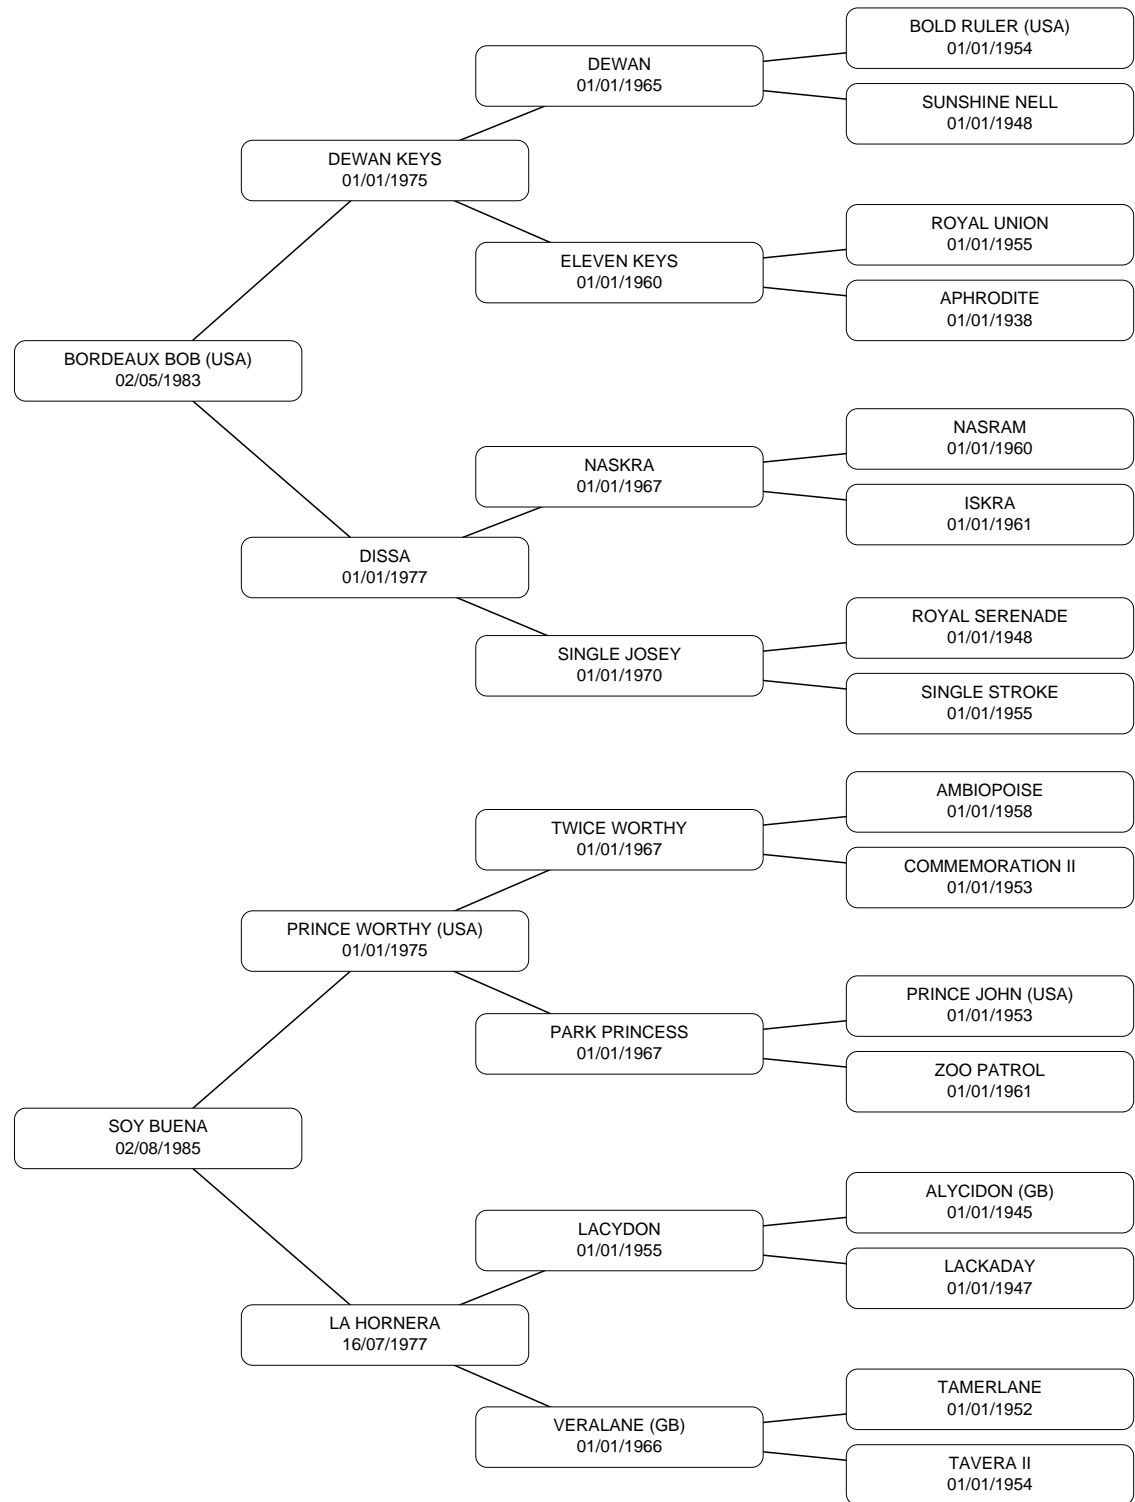 BOLD RULER (USA)
01/01/1954
DEWAN
01/01/1965
SUNSHINE NELL
01/01/1948
DEWAN KEYS
01/01/1975
ROYAL UNION
01/01/1955
ELEVEN KEYS
01/01/1960
APHRODITE
01/01/1938
BORDEAUX BOB (USA)
02/05/1983
NASRAM
01/01/1960
NASKRA
01/01/1967
ISKRA
01/01/1961
DISSA
01/01/1977
ROYAL SERENADE
01/01/1948
SINGLE JOSEY
01/01/1970
SINGLE STROKE
01/01/1955
AMBIOPOISE
01/01/1958
TWICE WORTHY
01/01/1967
COMMEMORATION II
01/01/1953
PRINCE WORTHY (USA)
01/01/1975
PRINCE JOHN (USA)
01/01/1953
PARK PRINCESS
01/01/1967
ZOO PATROL
01/01/1961
SOY BUENA
02/08/1985
ALYCIDON (GB)
01/01/1945
LACYDON
01/01/1955
LACKADAY
01/01/1947
LA HORNERA
16/07/1977
TAMERLANE
01/01/1952
VERALANE (GB)
01/01/1966
TAVERA II
01/01/1954